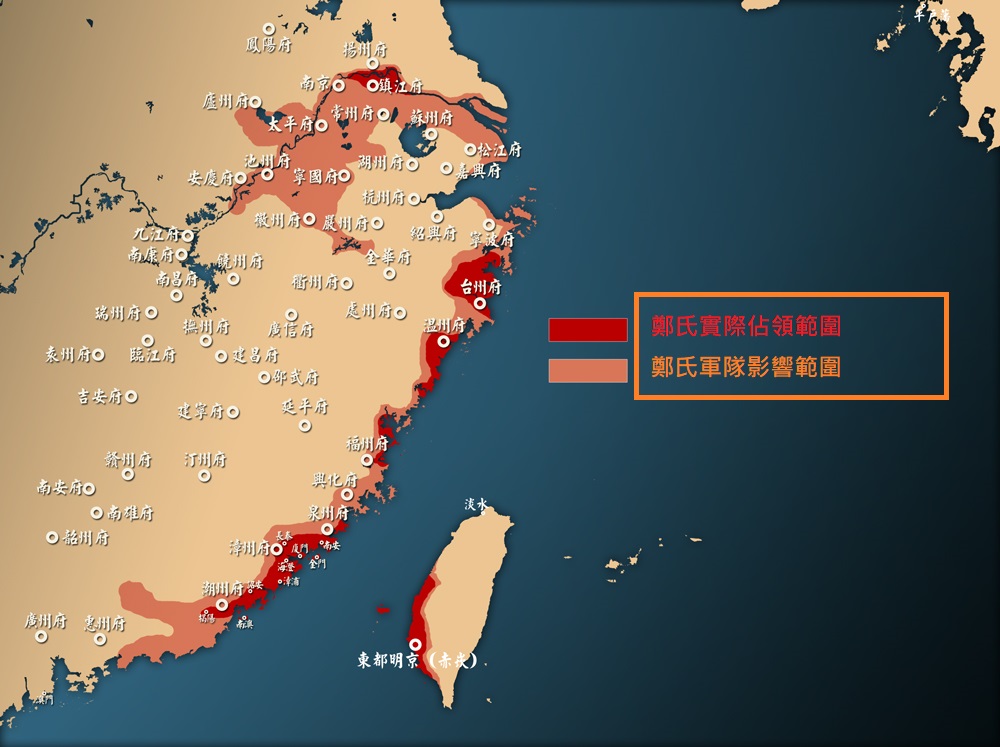 鳳陽府
揚州府
南京
鎮江府
廬州府
常州府
蘇州府
太平府
松江府
池州府
湖州府
嘉興府
安慶府
寧國府
杭州府
徽州府
嚴州府
紹興府
寧波府
九江府
南康府
饒州府
金華府
南昌府
衢州府
台州府
瑞州府
處州府
撫州府
廣信府
温州府
鄭氏實際佔領範圍
袁州府
臨江府
建昌府
鄭氏軍隊影響範圍
邵武府
吉安府
建寧府
延平府
福州府
贛州府
汀州府
興化府
南安府
淡水
南雄府
泉州府
韶州府
漳州府
長泰
厦門
南安
海澄
金門
漳浦
潮州府
詔安
揭陽
南澳
廣州府
惠州府
東都明京（赤崁）
澳門